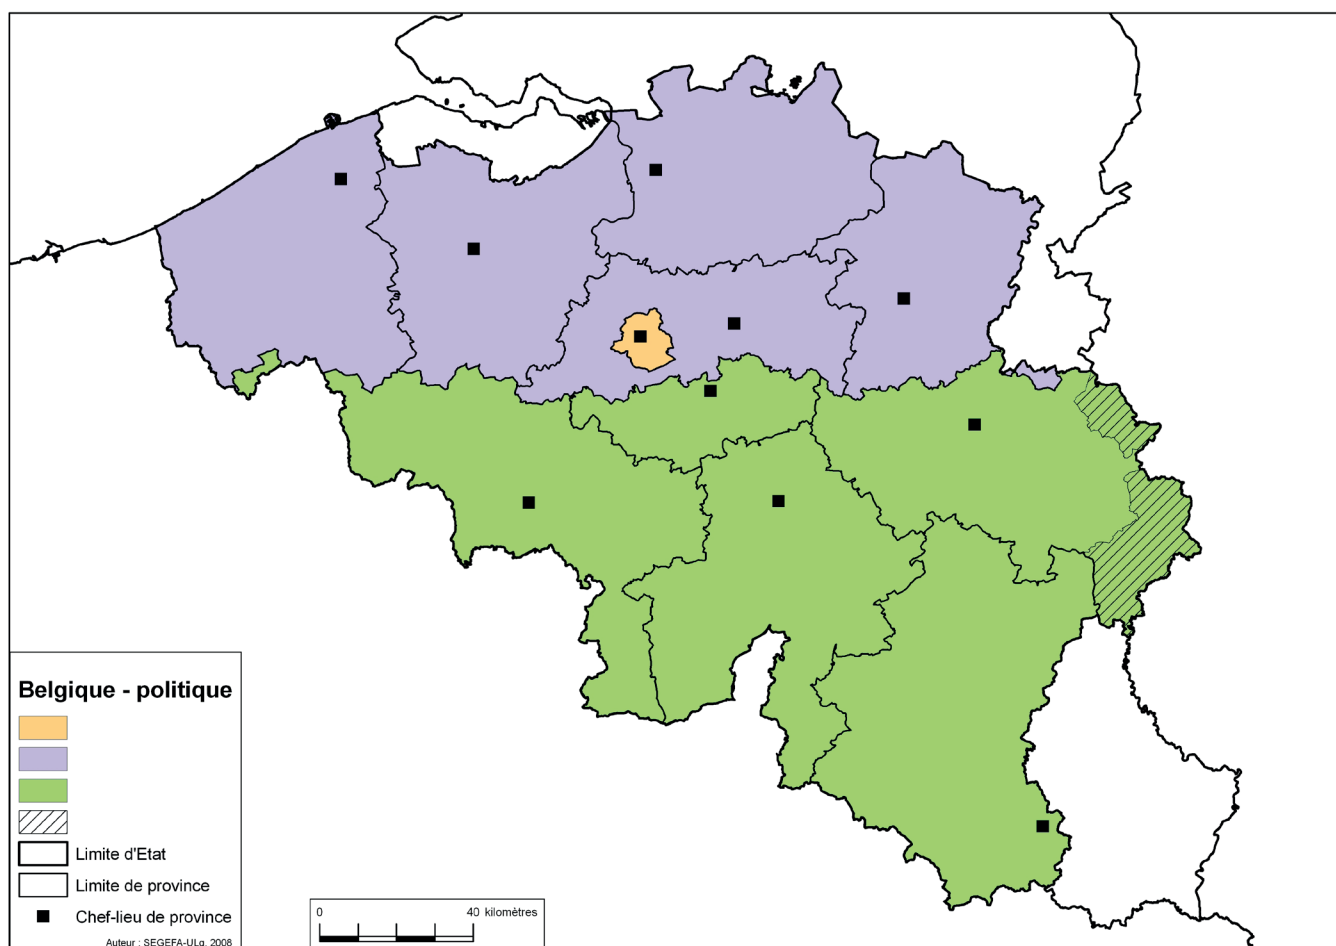 Belgique - politique
Limite d'Etat
Limite de province
Chef-lieu de province
Auteur : SEGEFA-ULg, 2008
0 40 kilomètres